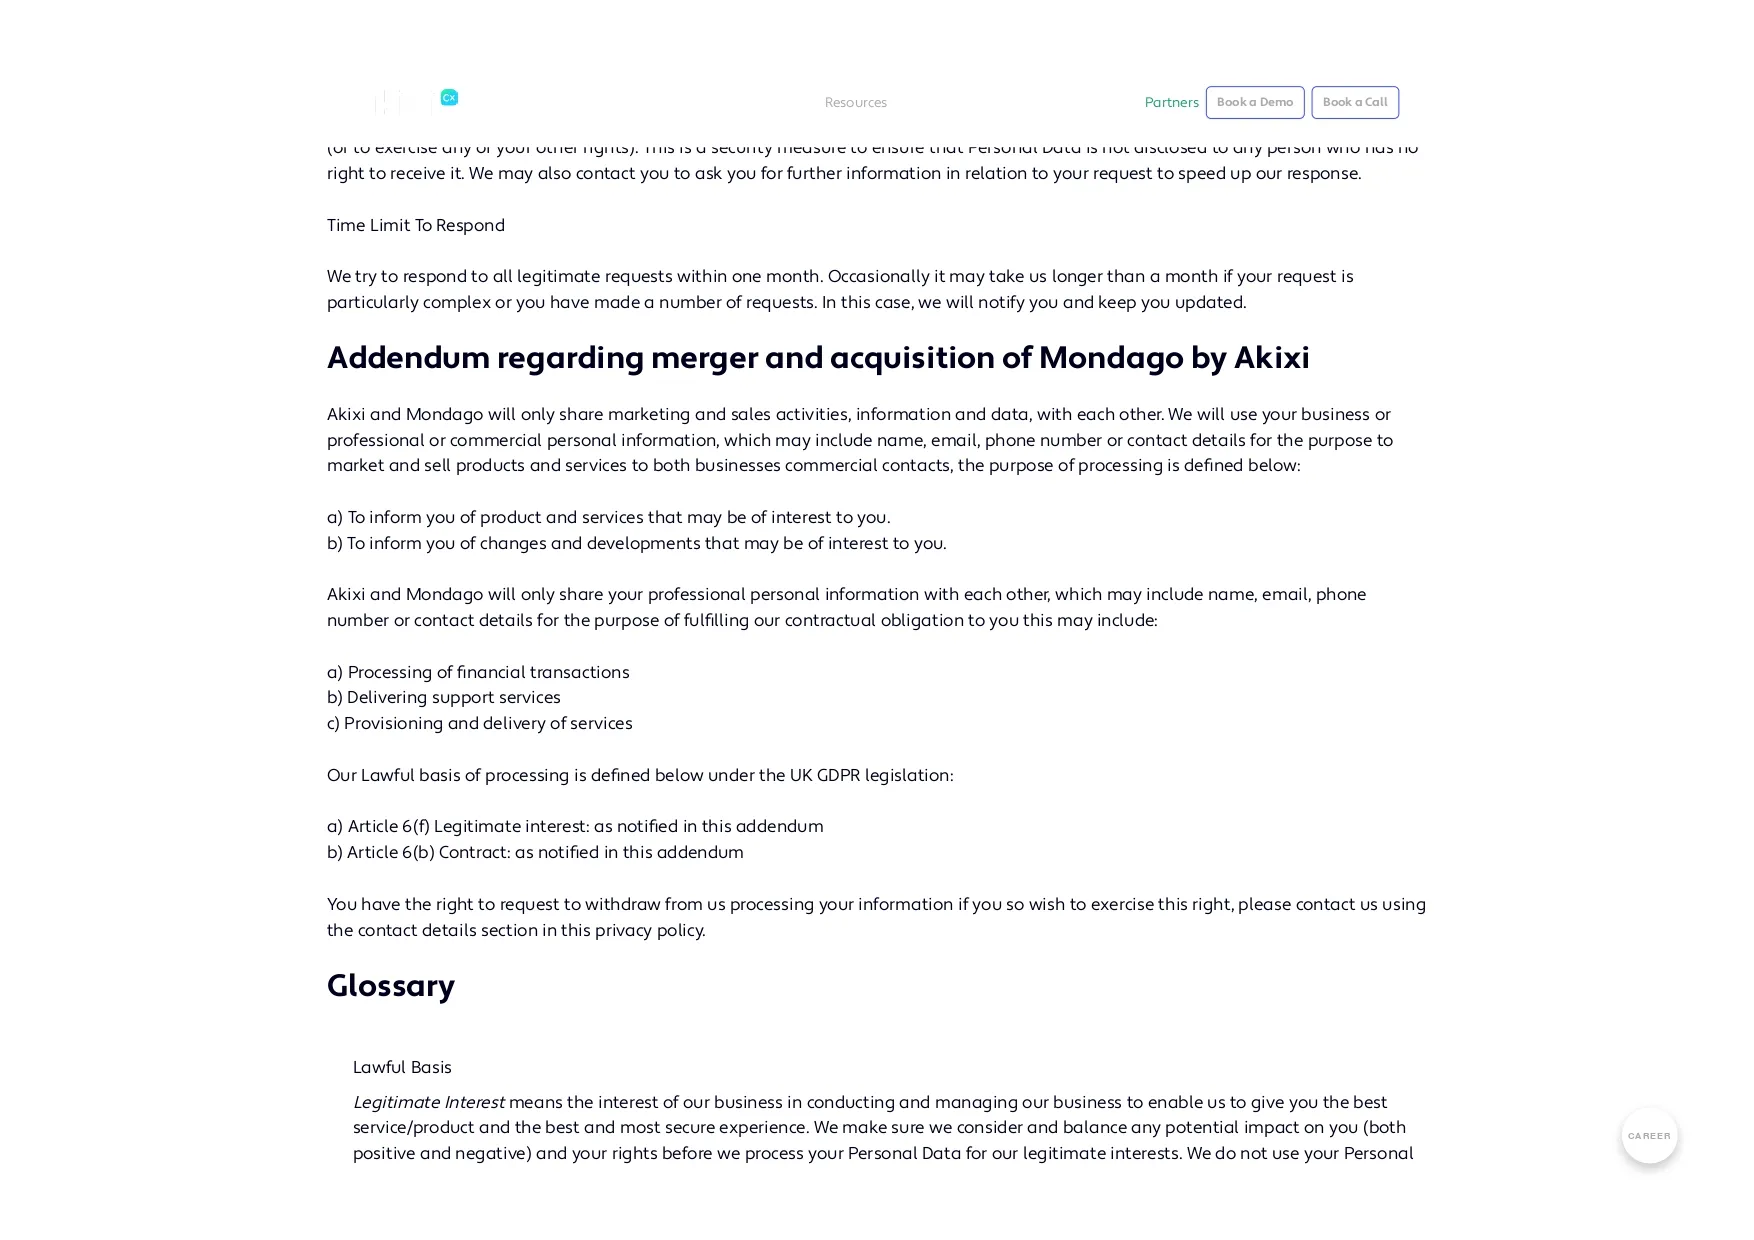 Cx
Resources
Partners
Book a Demo
Book a Call
(or to exercise any of your other rights). This is a security measure to ensure that Personal Data is not disclosed to any person who has no
right to receive it. We may also contact you to ask you for further information in relation to your request to speed up our response.
Time Limit To Respond
We try to respond to all legitimate requests within one month. Occasionally it may take us longer than a month if your request is
particularly complex or you have made a number of requests. In this case, we will notify you and keep you updated.
Addendum regarding merger and acquisition of Mondago by Akixi
Akixi and Mondago will only share marketing and sales activities, information and data, with each other. We will use your business or
professional or commercial personal information, which may include name, email, phone number or contact details for the purpose to
market and sell products and services to both businesses commercial contacts, the purpose of processing is defined below:
a) To inform you of product and services that may be of interest to you.
b) To inform you of changes and developments that may be of interest to you.
Akixi and Mondago will only share your professional personal information with each other, which may include name, email, phone
number or contact details for the purpose of fulfilling our contractual obligation to you this may include:
a) Processing of financial transactions
b) Delivering support services
c) Provisioning and delivery of services
Our Lawful basis of processing is defined below under the UK GDPR legislation:
a) Article 6(f) Legitimate interest: as notified in this addendum
b) Article 6(b) Contract: as notified in this addendum
You have the right to request to withdraw from us processing your information if you so wish to exercise this right, please contact us using
the contact details section in this privacy policy.
Glossary
Lawful Basis
Legitimate Interest means the interest of our business in conducting and managing our business to enable us to give you the best
service/product and the best and most secure experience. We make sure we consider and balance any potential impact on you (both
positive and negative) and your rights before we process your Personal Data for our legitimate interests. We do not use your Personal
CAREER